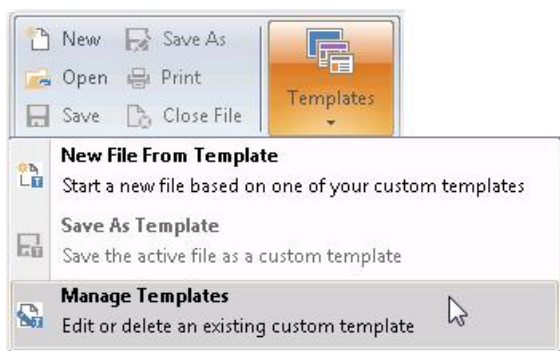 New
Save As
Open
Print
Save
Close File
Templates
New File From Template
Start a new file based on one of your custom templates
Save As Template
Save the active file as a custom template
Manage Templates
Edit or delete an existing custom template